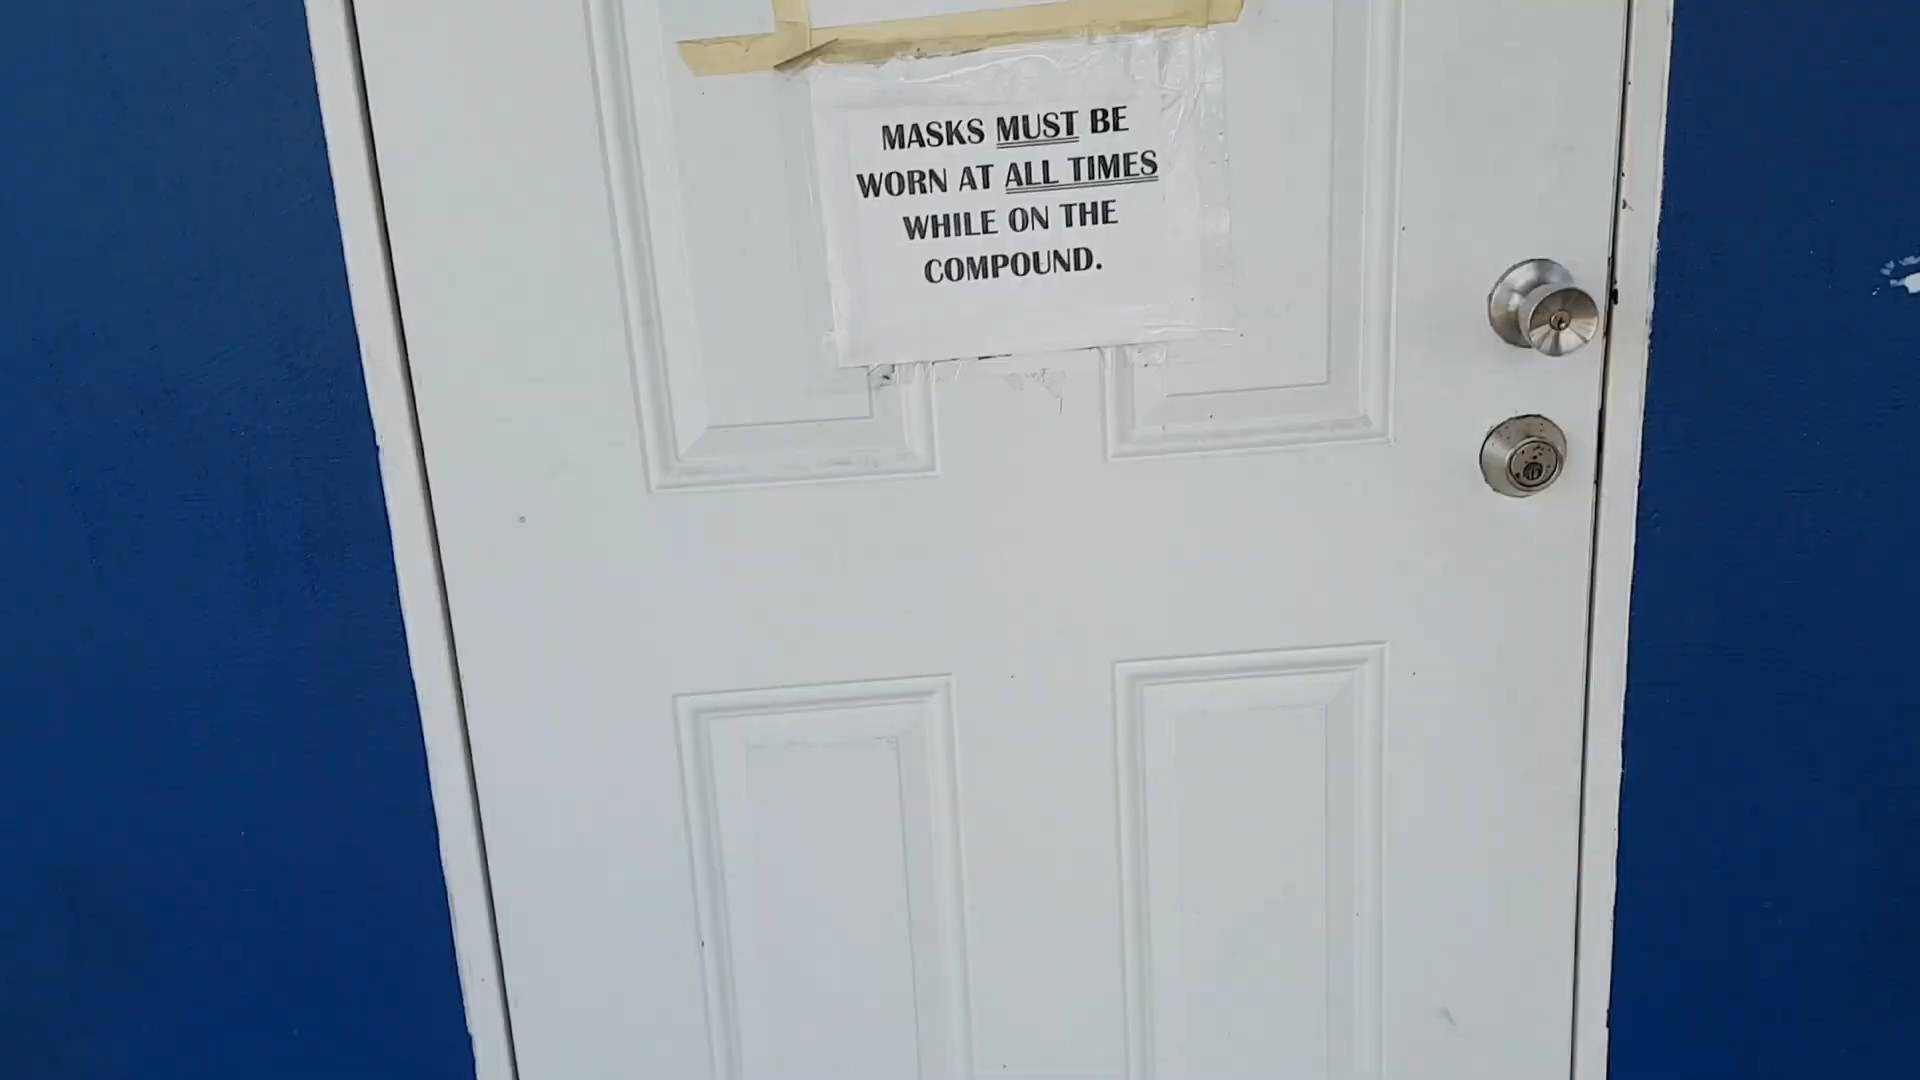 MASKS MUST BE
WORN AT ALL TIMES
WHILE ON THE
COMPOUND.